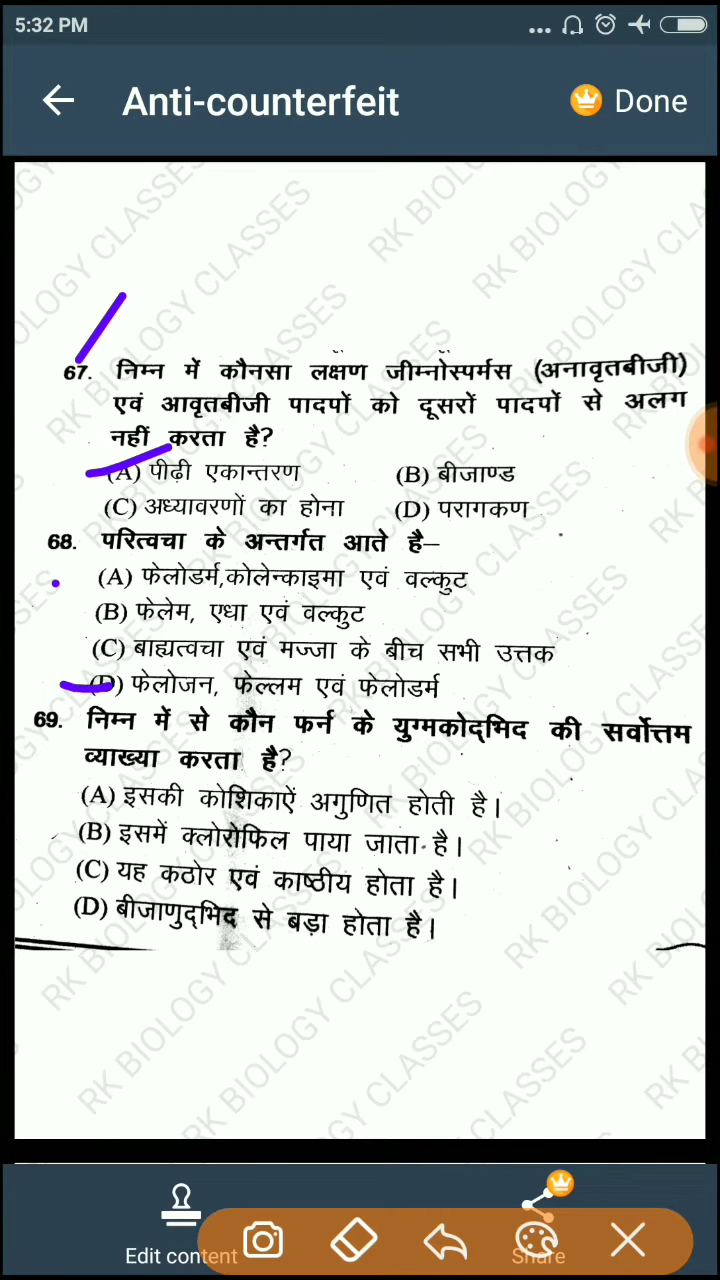 5:32 PM
Anti-counterfeit
Done
67. निम्न में कौनसा लक्षण जीम्नोस्पर्मस (अनावृतबीजी)
एवं आवृतबीजी पादपों को दूसरों पादपों से अलग
नहीं करता है?
(A) पीढ़ी एकान्तरण (B) बीजाण्ड
(C) अध्यावरणों का होना (D) परागकण
68. परित्वचा के अन्तर्गत आते है–
(A) फेलोडर्म,कोलेन्काइमा एवं वल्कुट
(B) फेलेम, एधा एवं वल्कुट
(C) बाह्यत्वचा एवं मज्जा के बीच सभी उत्तक
(D) फेलोजन, फेल्लम एवं फेलोडर्म
69. निम्न में से कौन फर्न के युग्मकोद्भिद की सर्वोत्तम
व्याख्या करता है?
(A) इसकी कोशिकाऐं अगुणित होती है।
(B) इसमें क्लोरोफिल पाया जाता है।
(C) यह कठोर एवं काष्ठीय होता है।
(D) बीजाणुद्भिद से बड़ा होता है।
RK BIOLOGY CLASSES
Edit content
Share